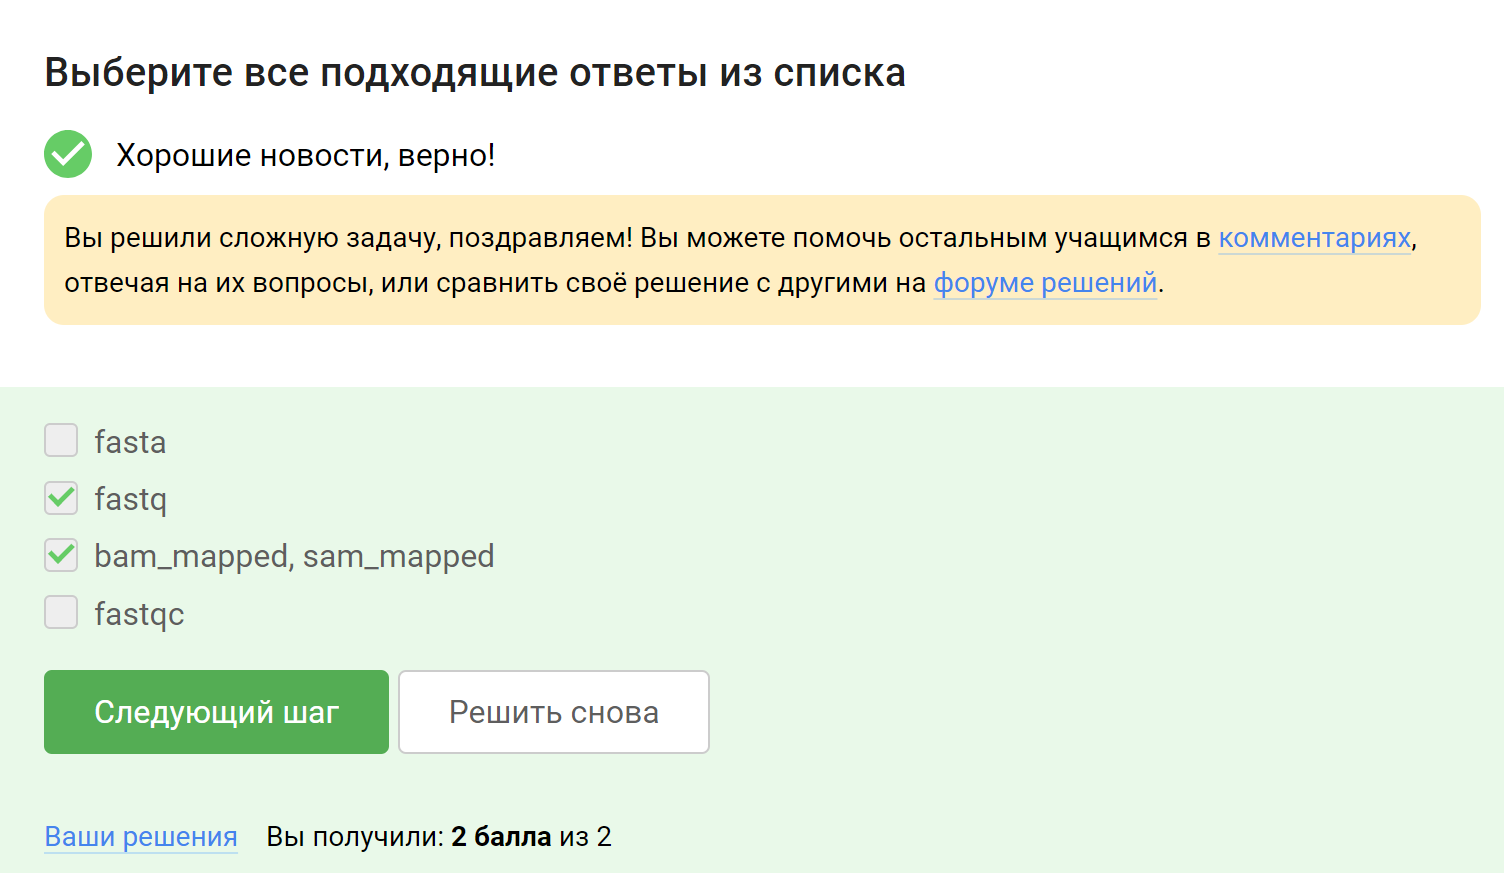 Выберите все подходящие ответы из списка
Хорошие новости, верно!
Вы решили сложную задачу, поздравляем! Вы можете помочь остальным учащимся в комментариях,
отвечая на их вопросы, или сравнить своё решение с другими на форуме решений.
fasta
fastq
bam_mapped, sam_mapped
fastqc
Следующий шаг
Решить снова
Ваши решения Вы получили: 2 балла из 2